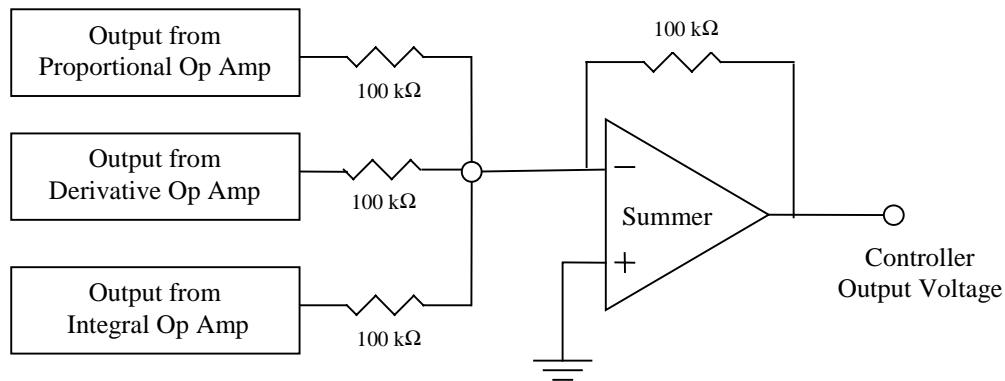 Output from
Proportional Op Amp
100 kΩ
100 kΩ
Output from
Derivative Op Amp
100 kΩ
−
Summer
+
Controller
Output Voltage
Output from
Integral Op Amp
100 kΩ